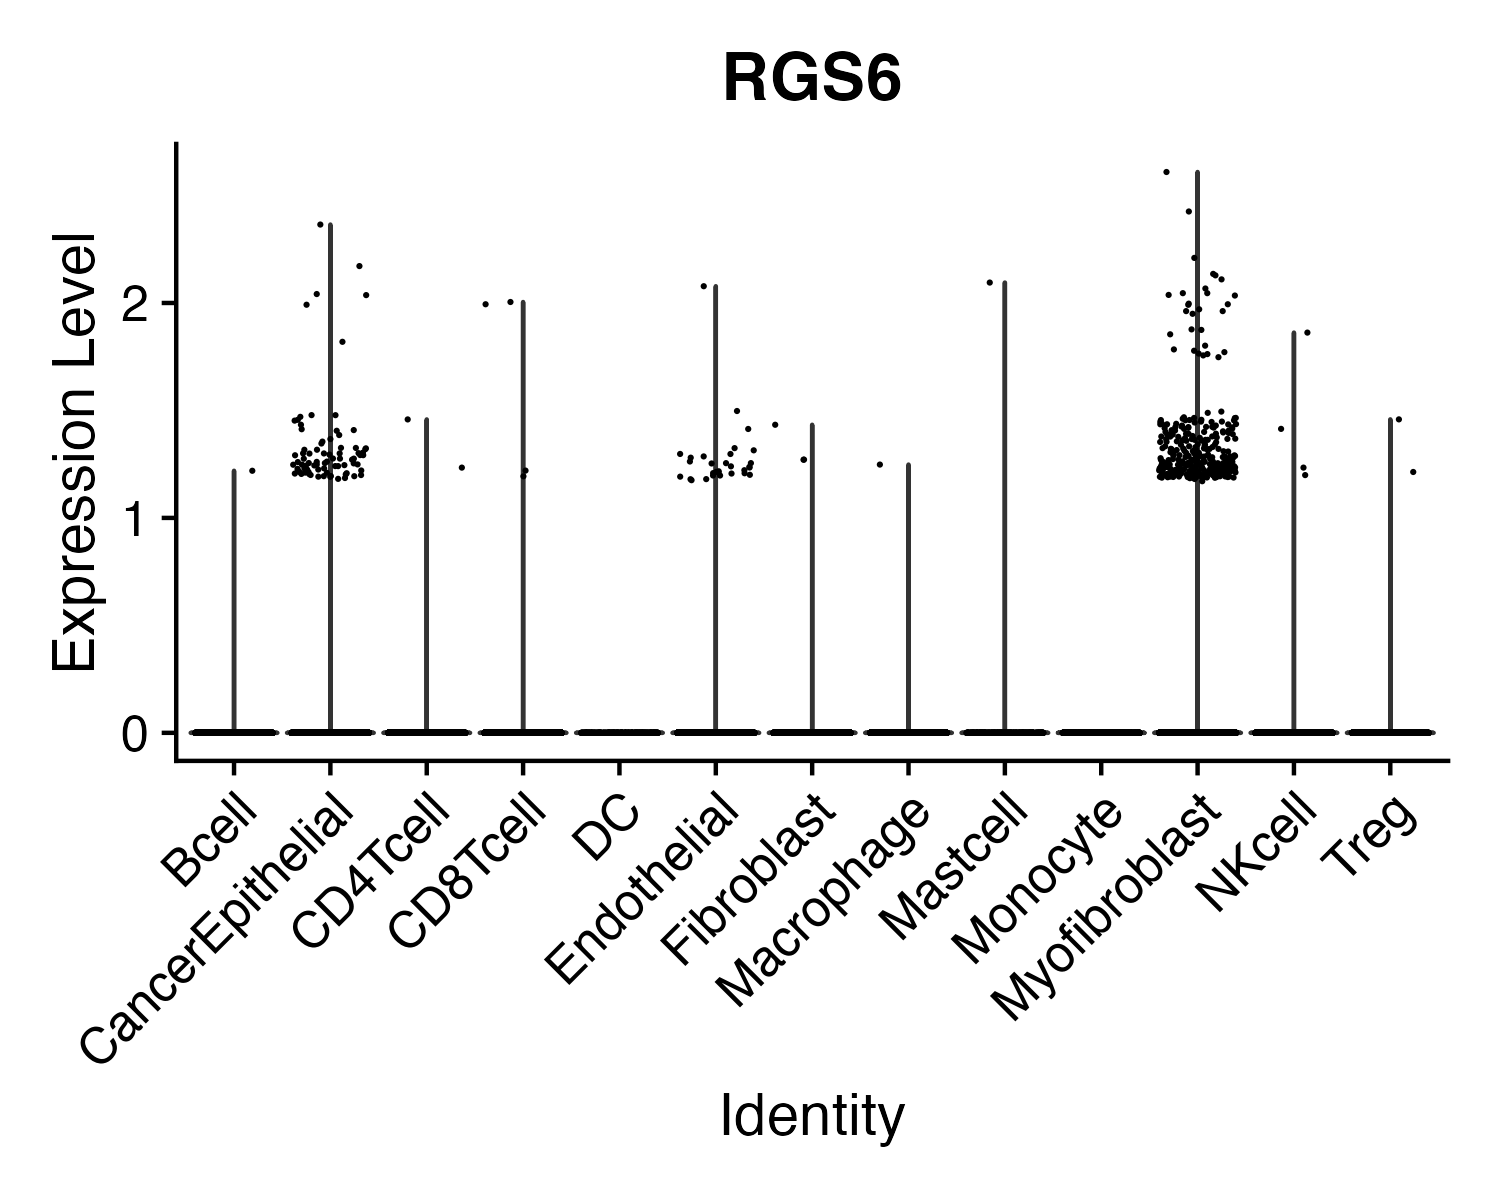 RGS6
Expression Level
2
1
0
Bcell
CancerEpithelial
CD4Tcell
CD8Tcell
DC
Endothelial
Fibroblast
Macrophage
Mastcell
Monocyte
Myofibroblast
NKcell
Treg
Identity